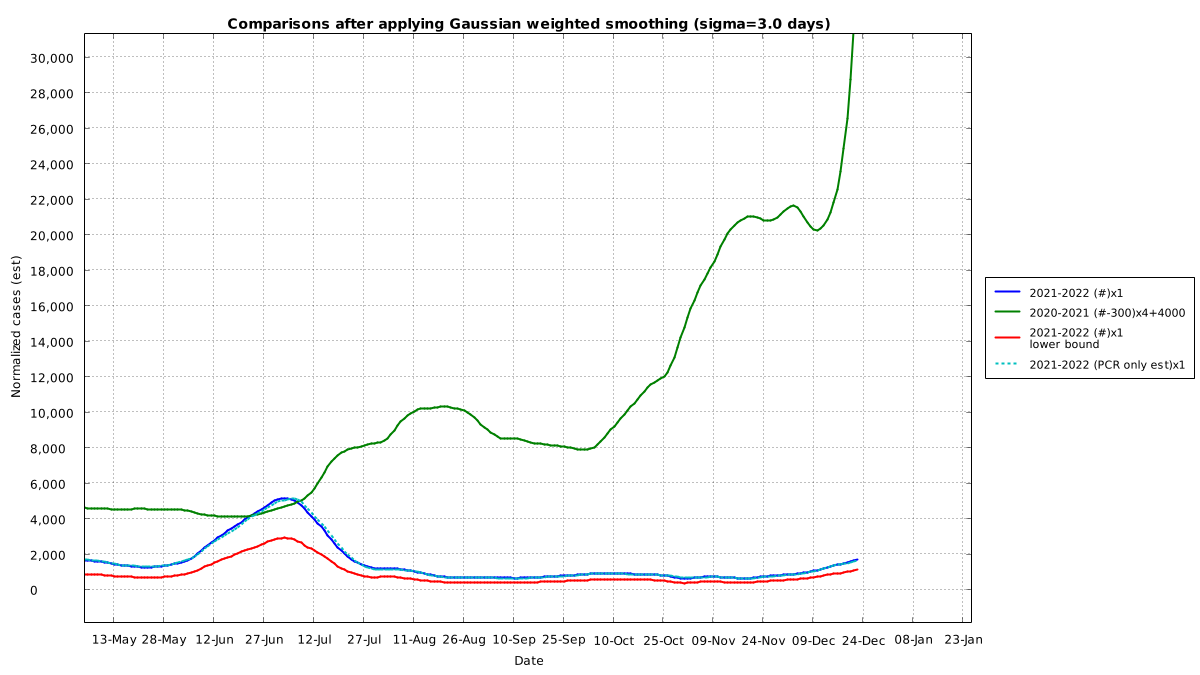 Comparisons after applying Gaussian weighted smoothing (sigma=3.0 days)
30,000
28,000
26,000
24,000
22,000
20,000
18,000
16,000
14,000
12,000
10,000
8,000
6,000
4,000
2,000
0
Normalized cases (est)
13-May 28-May 12-Jun 27-Jun 12-Jul 27-Jul 11-Aug 26-Aug 10-Sep 25-Sep 10-Oct 25-Oct 09-Nov 24-Nov 09-Dec 24-Dec 08-Jan 23-Jan
Date
2021-2022 (#)x1
2020-2021 (#-300)x4+4000
2021-2022 (#)x1
lower bound
2021-2022 (PCR only est)x1